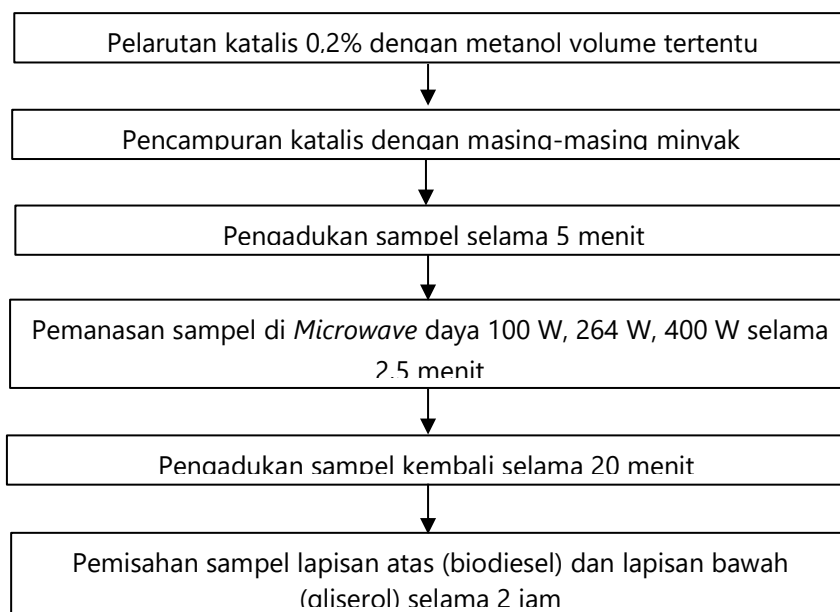 Pelarutan katalis 0,2% dengan metanol volume tertentu
Pencampuran katalis dengan masing-masing minyak
Pengadukan sampel selama 5 menit
Pemanasan sampel di Microwave daya 100 W, 264 W, 400 W selama
2,5 menit
Pengadukan sampel kembali selama 20 menit
Pemisahan sampel lapisan atas (biodiesel) dan lapisan bawah
(gliserol) selama 2 jam